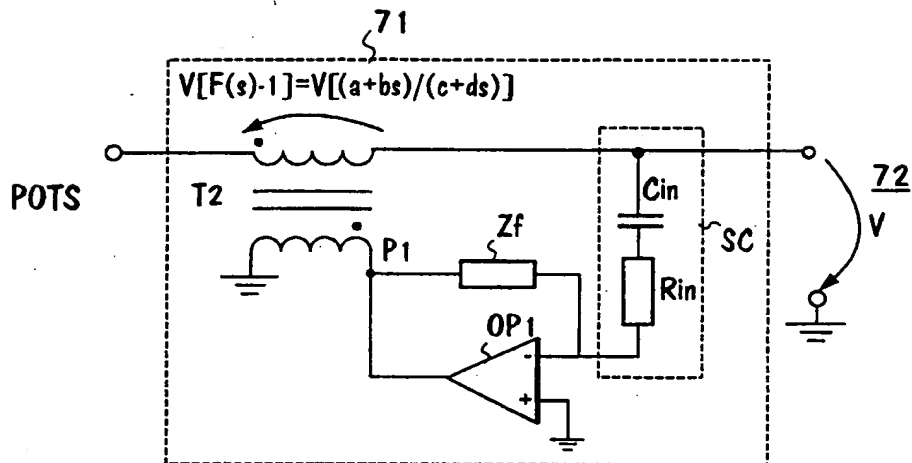 71
V[F(s)-1]=V[(a+bs)/(c+ds)]
POTS
T2
P1
Zf
Cin
SC
Rin
72
V
OP1
-
+